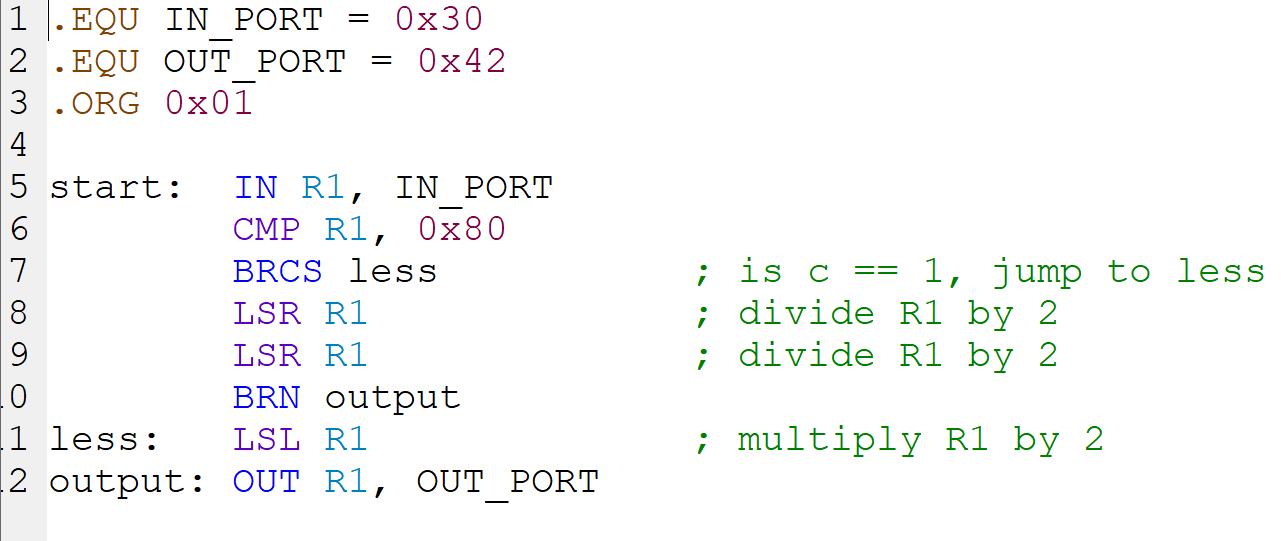 1 .EQU IN_PORT = 0x30
2 .EQU OUT_PORT = 0x42
3 .ORG 0x01
4
5 start: IN R1, IN_PORT
6 CMP R1, 0x80
7 BRCS less ; is c == 1, jump to less
8 LSR R1 ; divide R1 by 2
9 LSR R1 ; divide R1 by 2
10 BRN output
11 less: LSL R1 ; multiply R1 by 2
12 output: OUT R1, OUT_PORT